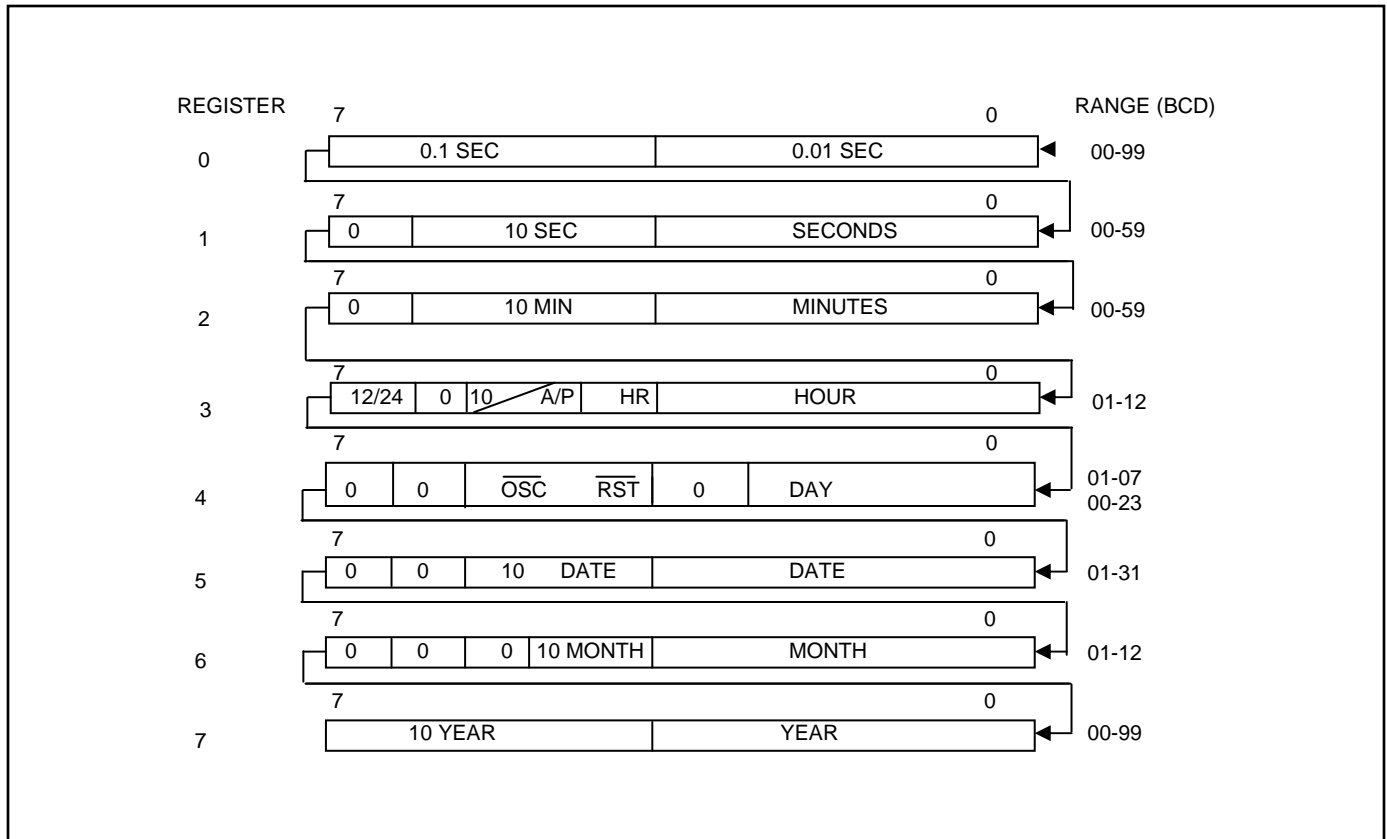 REGISTER 7 0 RANGE (BCD)
0 0.1 SEC 0.01 SEC 00-99
7 0
1 0 10 SEC SECONDS 00-59
7 0
2 0 10 MIN MINUTES 00-59
7 0
3 12/24 0 10 A/P HR HOUR 01-12
7 0
4 0 0 OSC RST 0 DAY 01-07
00-23
7 0
5 0 0 10 DATE DATE 01-31
7 0
6 0 0 0 10 MONTH MONTH 01-12
7 0
7 10 YEAR YEAR 00-99